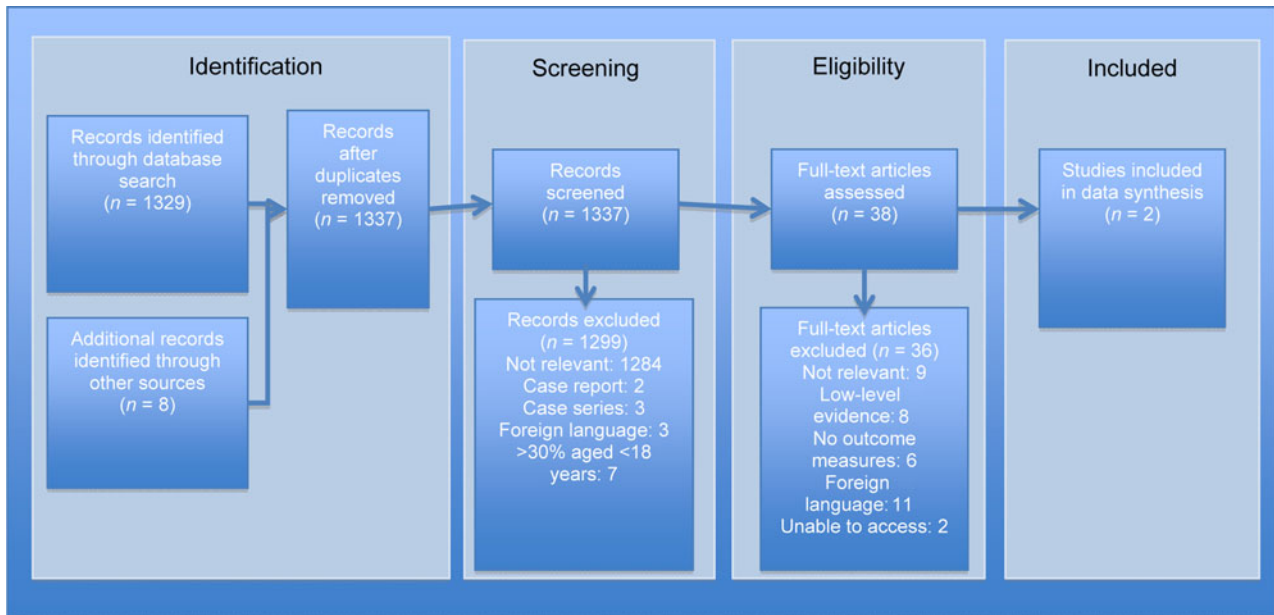 Identification
Records identified
through database
search
(n = 1329)
Additional records
identified through
other sources
(n = 8)
Records
after
duplicates
removed
(n = 1337)
Screening
Records
screened
(n = 1337)
Records excluded
(n = 1299)
Not relevant: 1284
Case report: 2
Case series: 3
Foreign language: 3
>30% aged <18
years: 7
Eligibility
Full-text articles
assessed
(n = 38)
Full-text articles
excluded (n = 36)
Not relevant: 9
Low-level
evidence: 8
No outcome
measures: 6
Foreign
language: 11
Unable to access: 2
Included
Studies included
in data synthesis
(n = 2)